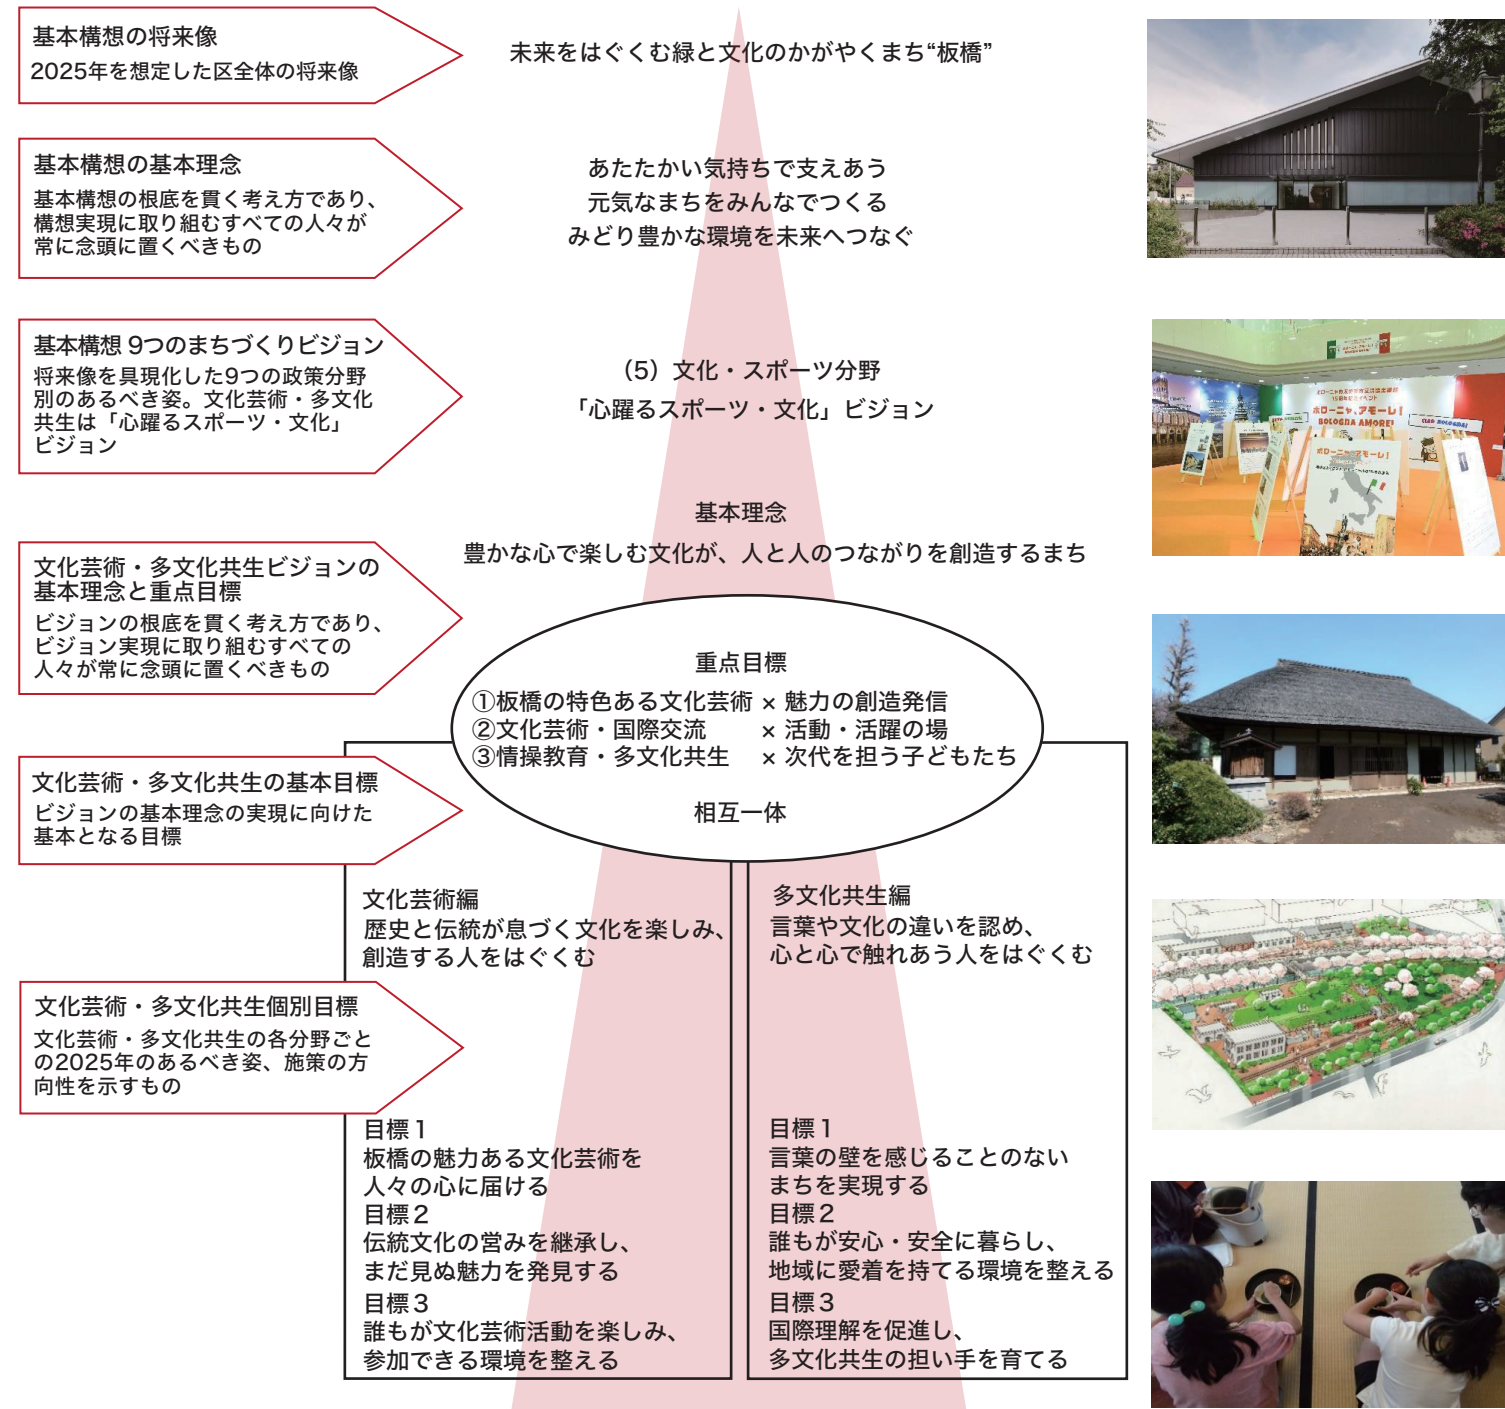 基本構想の将来像
2025年を想定した区全体の将来像
未来をはぐくむ緑と文化のかがやくまち“板橋”
基本構想の基本理念
基本構想の根底を貫く考え方であり、
構想実現に取り組むすべての人々が
常に念頭に置くべきもの
あたたかい気持ちで支えあう
元気なまちをみんなでつくる
みどり豊かな環境を未来へつなぐ
基本構想 9つのまちづくりビジョン
将来像を具現化した9つの政策分野
別のあるべき姿。文化芸術・多文化
共生は「心躍るスポーツ・文化」
ビジョン
（5）文化・スポーツ分野
「心躍るスポーツ・文化」ビジョン
ボローニャ、アモーレ！
BOLOGNA AMORE!
ボローニャ、アモーレ！
基本理念
豊かな心で楽しむ文化が、人と人のつながりを創造するまち
文化芸術・多文化共生ビジョンの
基本理念と重点目標
ビジョンの根底を貫く考え方であり、
ビジョン実現に取り組むすべての
人々が常に念頭に置くべきもの
重点目標
①板橋の特色ある文化芸術 × 魅力の創造発信
②文化芸術・国際交流 × 活動・活躍の場
③情操教育・多文化共生 × 次代を担う子どもたち
相互一体
文化芸術・多文化共生の基本目標
ビジョンの基本理念の実現に向けた
基本となる目標
文化芸術編
歴史と伝統が息づく文化を楽しみ、
創造する人をはぐくむ
多文化共生編
言葉や文化の違いを認め、
心と心で触れあう人をはぐくむ
文化芸術・多文化共生個別目標
文化芸術・多文化共生の各分野ごと
の2025年のあるべき姿、施策の方
向性を示すもの
目標１
板橋の魅力ある文化芸術を
人々の心に届ける
目標２
伝統文化の営みを継承し、
まだ見ぬ魅力を発見する
目標３
誰もが文化芸術活動を楽しみ、
参加できる環境を整える
目標１
言葉の壁を感じることのない
まちを実現する
目標２
誰もが安心・安全に暮らし、
地域に愛着を持てる環境を整える
目標３
国際理解を促進し、
多文化共生の担い手を育てる